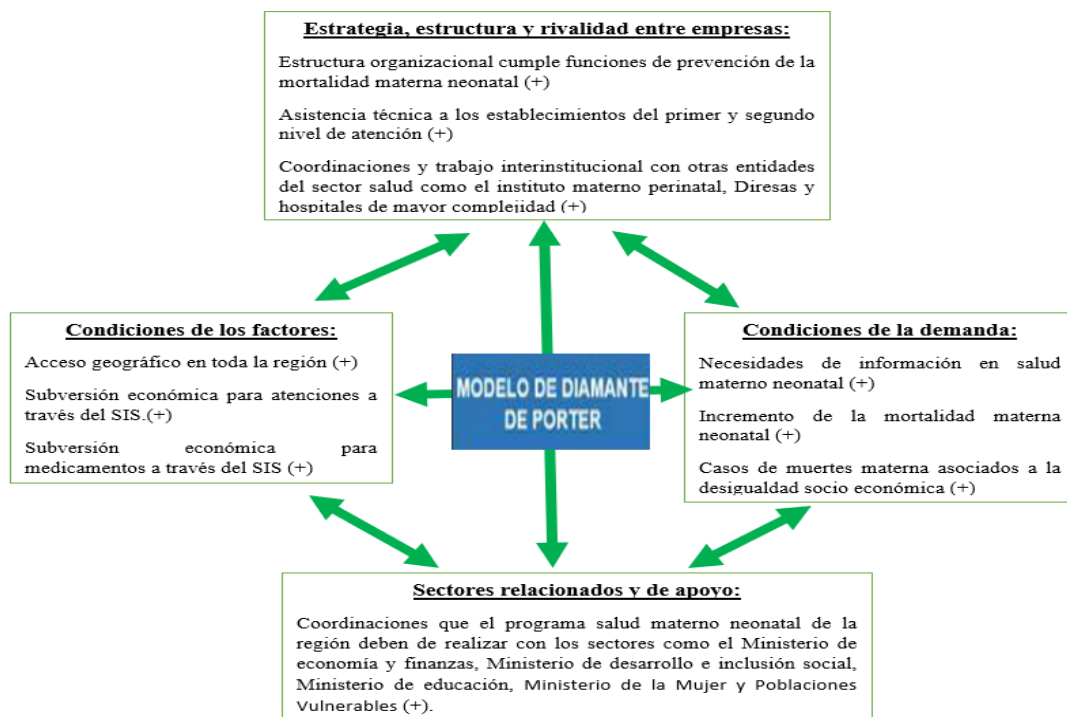 Estrategia, estructura y rivalidad entre empresas:
Estructura organizacional cumple funciones de prevención de la
mortalidad materna neonatal (+)
Asistencia técnica a los establecimientos del primer y segundo
nivel de atención (+)
Coordinaciones y trabajo interinstitucional con otras entidades
del sector salud como el instituto materno perinatal, Diresas y
hospitales de mayor complejidad (+)
Condiciones de los factores:
Acceso geográfico en toda la región (+)
Subversión económica para atenciones a
través del SIS.(+)
Subversión económica para
medicamentos a través del SIS (+)
MODELO DE DIAMANTE
DE PORTER
Condiciones de la demanda:
Necesidades de información en salud
materno neonatal (+)
Incremento de la mortalidad materna
neonatal (+)
Casos de muertes materna asociados a la
desigualdad socio económica (+)
Sectores relacionados y de apoyo:
Coordinaciones que el programa salud materno neonatal de la
región deben de realizar con los sectores como el Ministerio de
economía y finanzas, Ministerio de desarrollo e inclusión social,
Ministerio de educación, Ministerio de la Mujer y Poblaciones
Vulnerables (+).